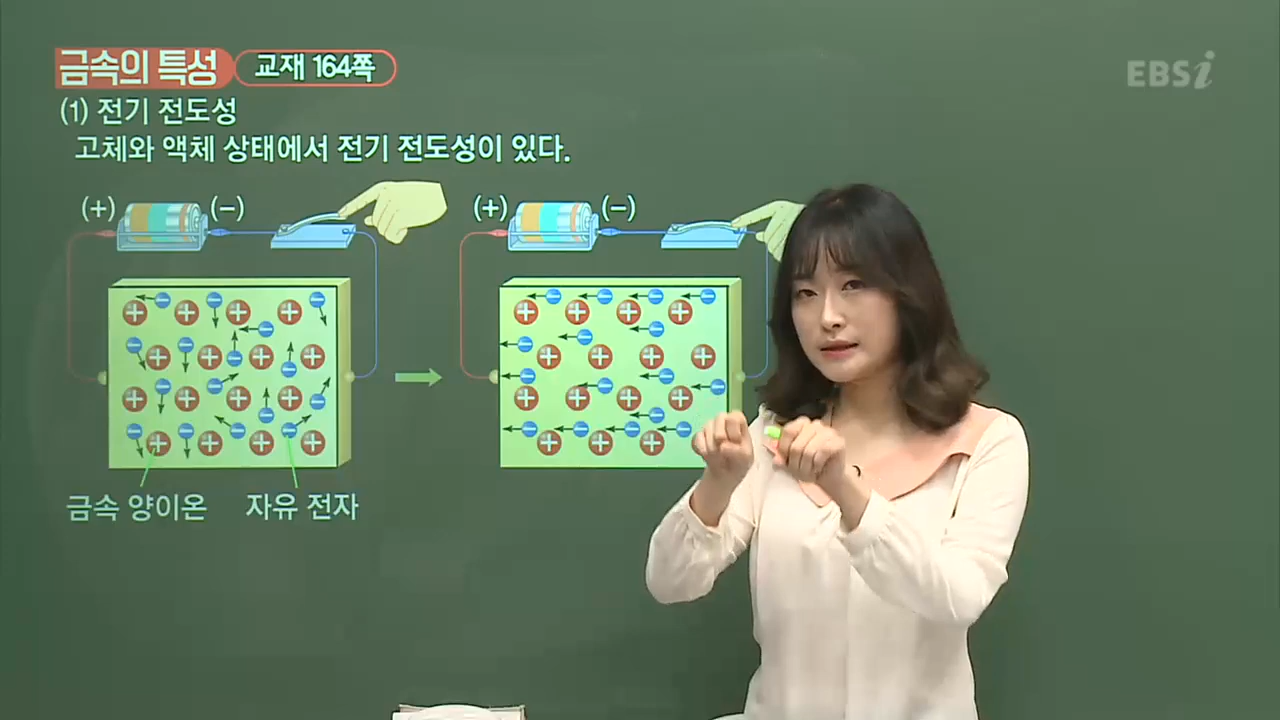 금속의 특성 교재 164쪽
EBSi
(1) 전기 전도성
고체와 액체 상태에서 전기 전도성이 있다.
(+) (−) (+) (−)
금속 양이온 자유 전자